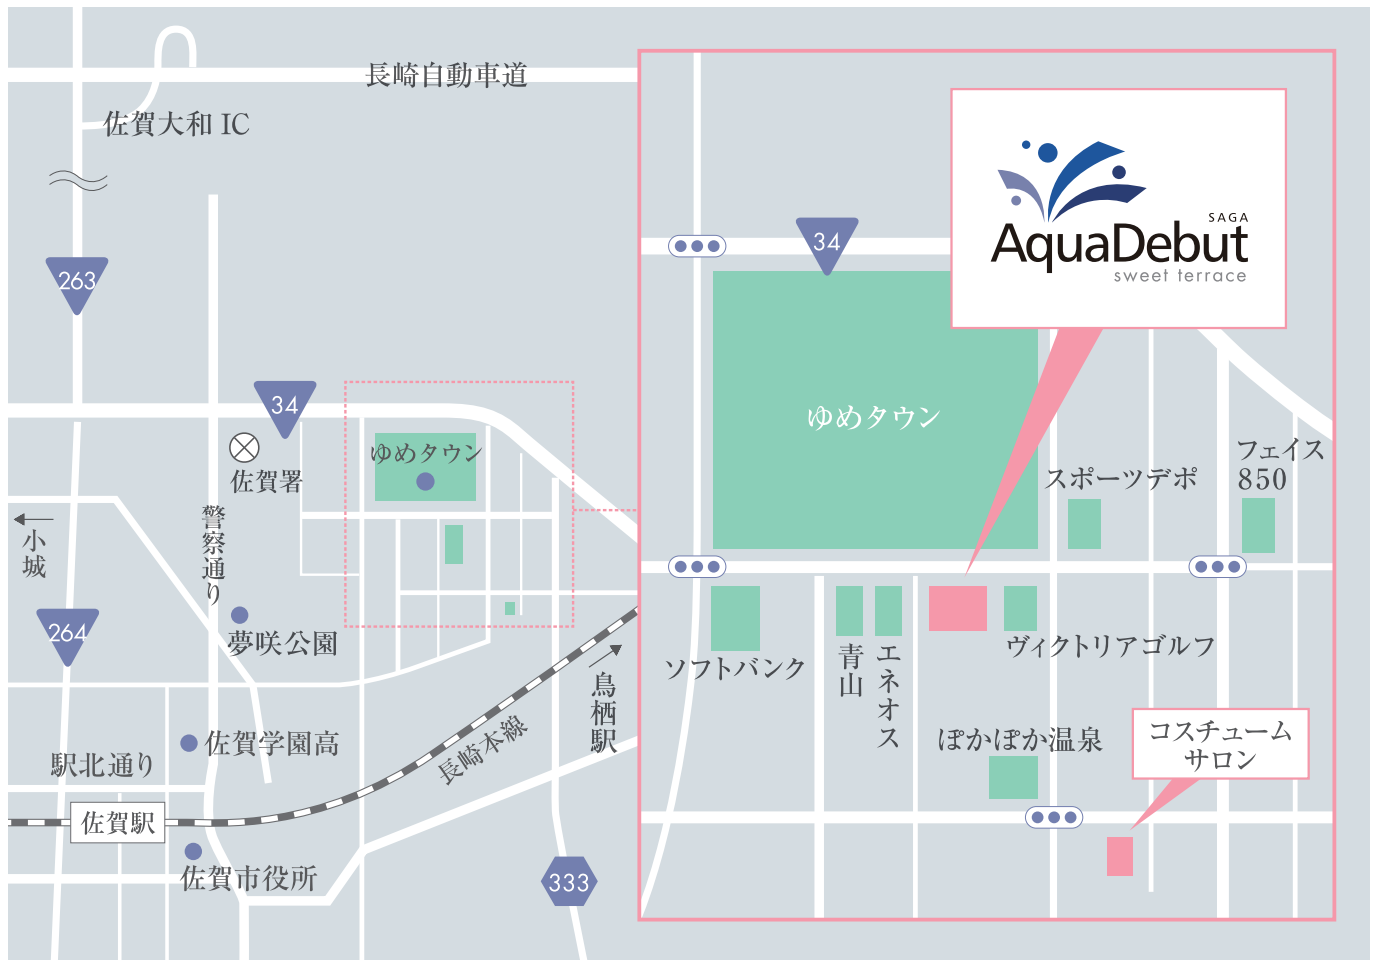 長崎自動車道
佐賀大和 IC
263
34
佐賀署
ゆめタウン
小城
警察通り
264
夢咲公園
佐賀学園高
駅北通り
佐賀駅
佐賀市役所
長崎本線
鳥栖駅
333
34
SAGA
AquaDebut
sweet terrace
ゆめタウン
スポーツデポ
フェイス
850
ソフトバンク
青山
エネオス
ヴィクトリアゴルフ
ぽかぽか温泉
コスチューム
サロン